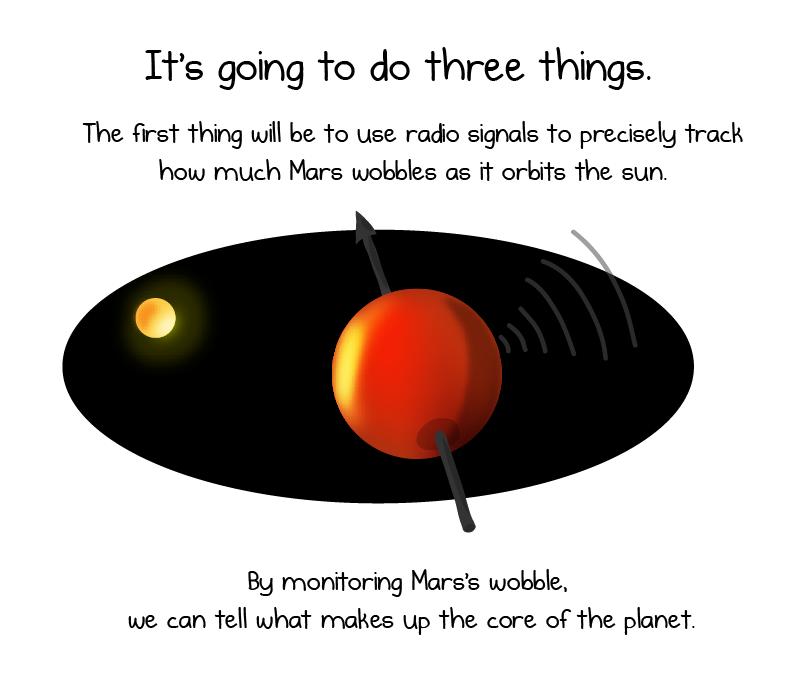 It's going to do three things.
The first thing will be to use radio signals to precisely track
how much Mars wobbles as it orbits the sun.
By monitoring Mars's wobble,
we can tell what makes up the core of the planet.